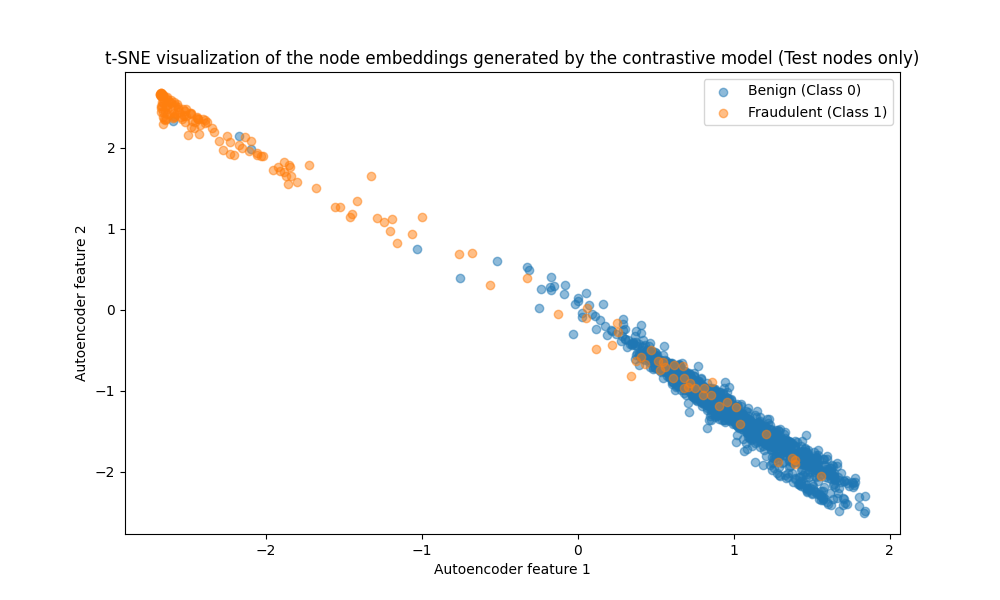 t-SNE visualization of the node embeddings generated by the contrastive model (Test nodes only)
Benign (Class 0)
Fraudulent (Class 1)
Autoencoder feature 2
2
1
0
−1
−2
−2
−1
0
1
2
Autoencoder feature 1